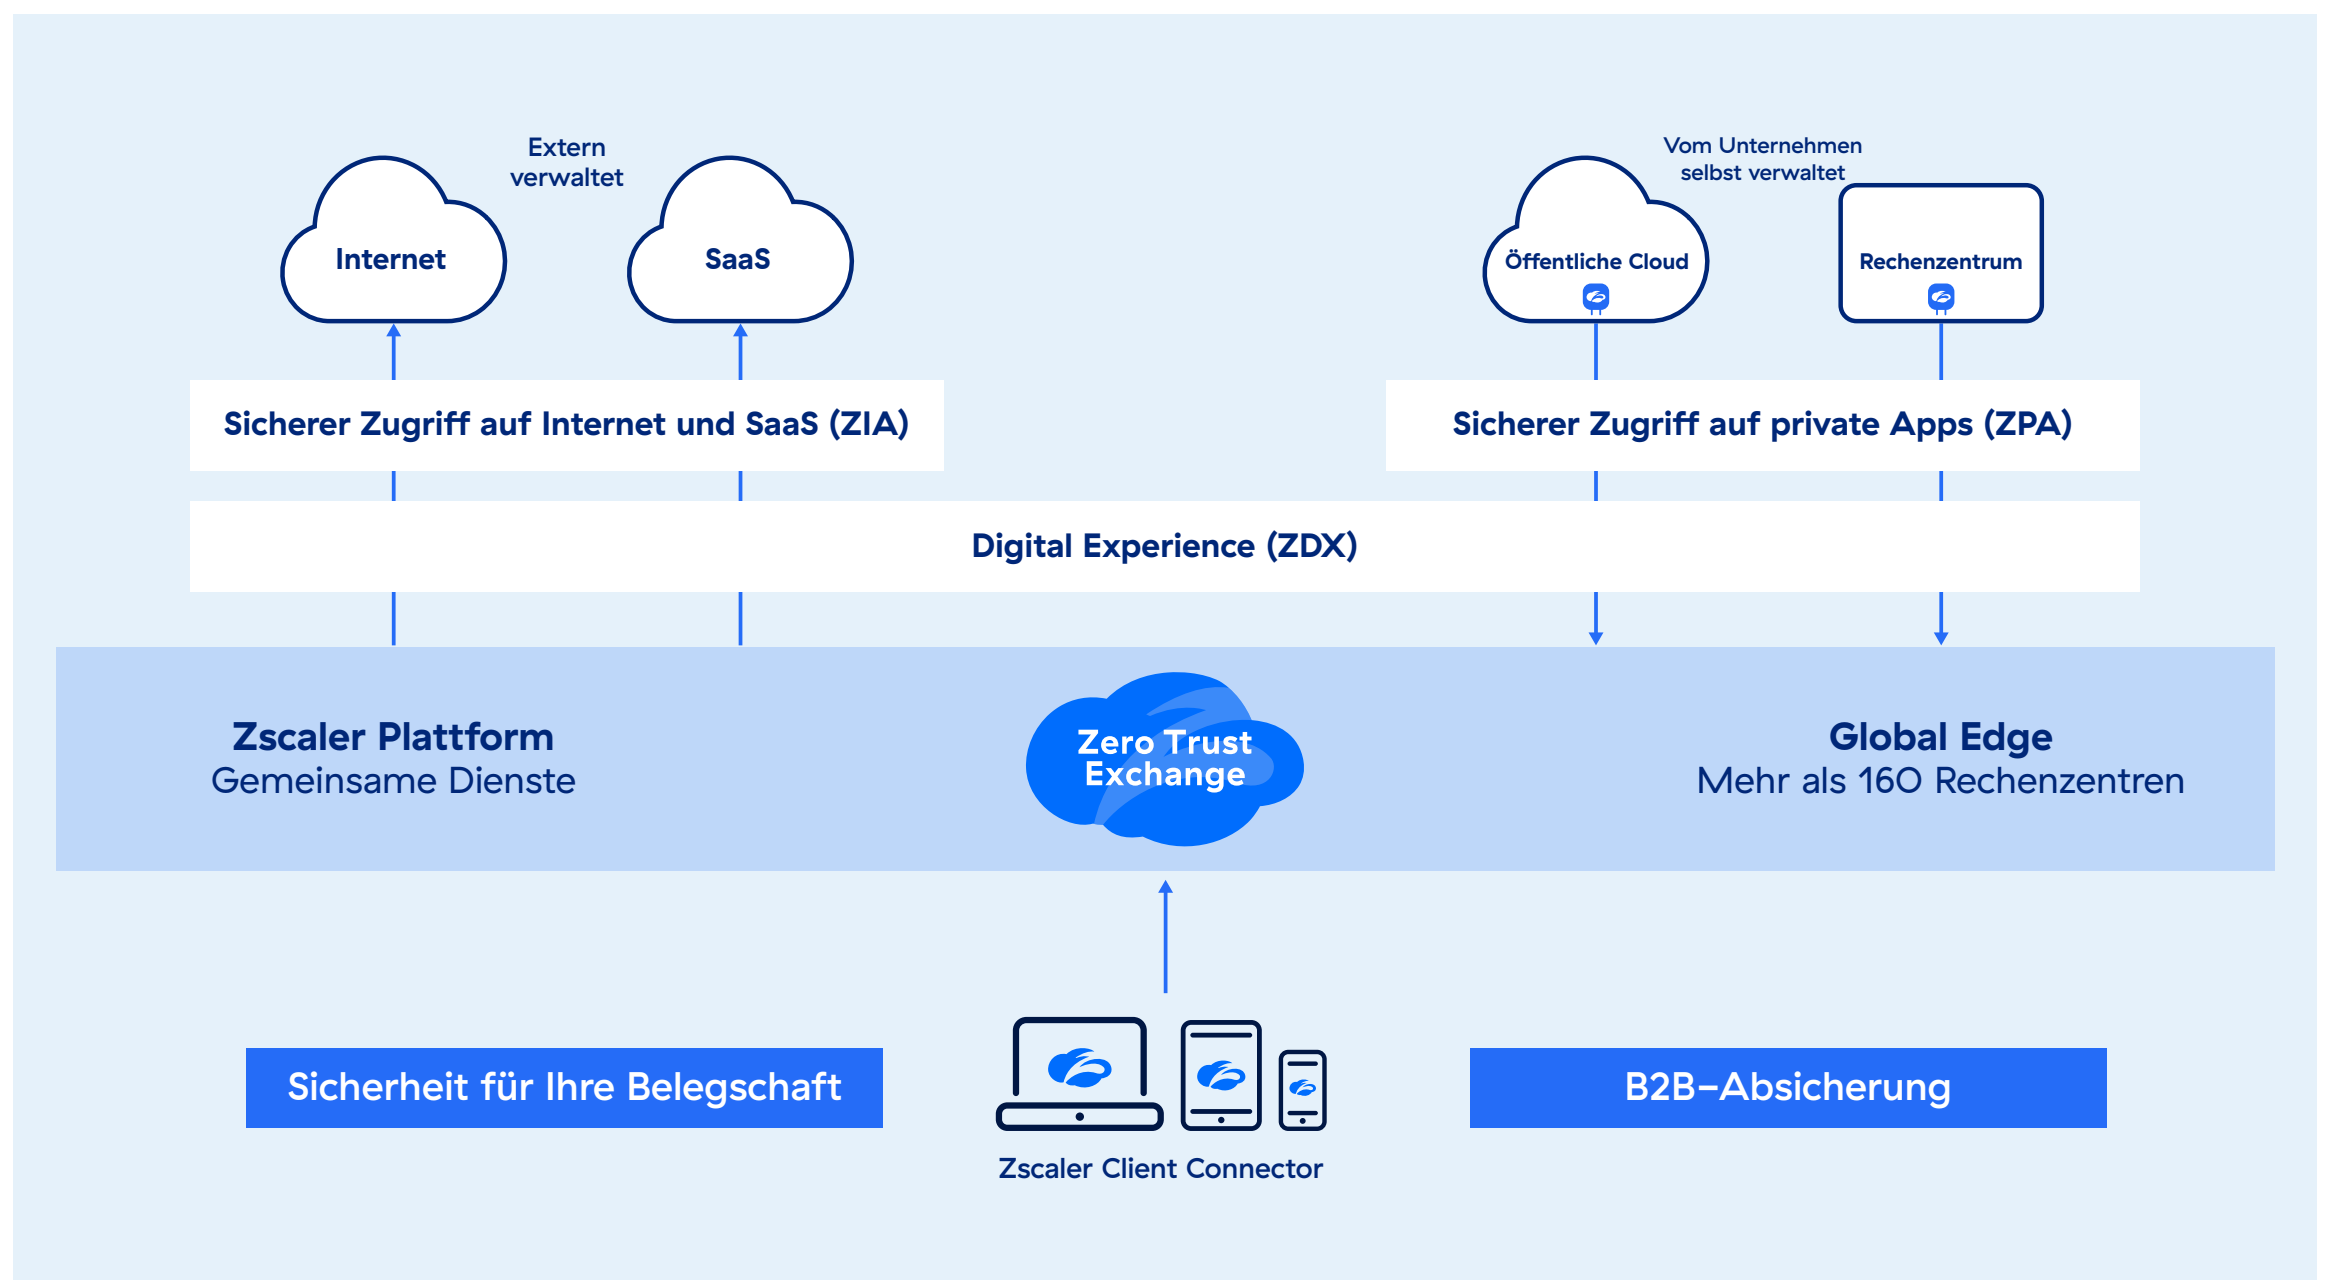 Extern
verwaltet
Vom Unternehmen
selbst verwaltet
Internet
SaaS
Öffentliche Cloud
Rechenzentrum
Sicherer Zugriff auf Internet und SaaS (ZIA)
Sicherer Zugriff auf private Apps (ZPA)
Digital Experience (ZDX)
Zscaler Plattform
Gemeinsame Dienste
Zero Trust
Exchange
Global Edge
Mehr als 160 Rechenzentren
Sicherheit für Ihre Belegschaft
B2B–Absicherung
Zscaler Client Connector